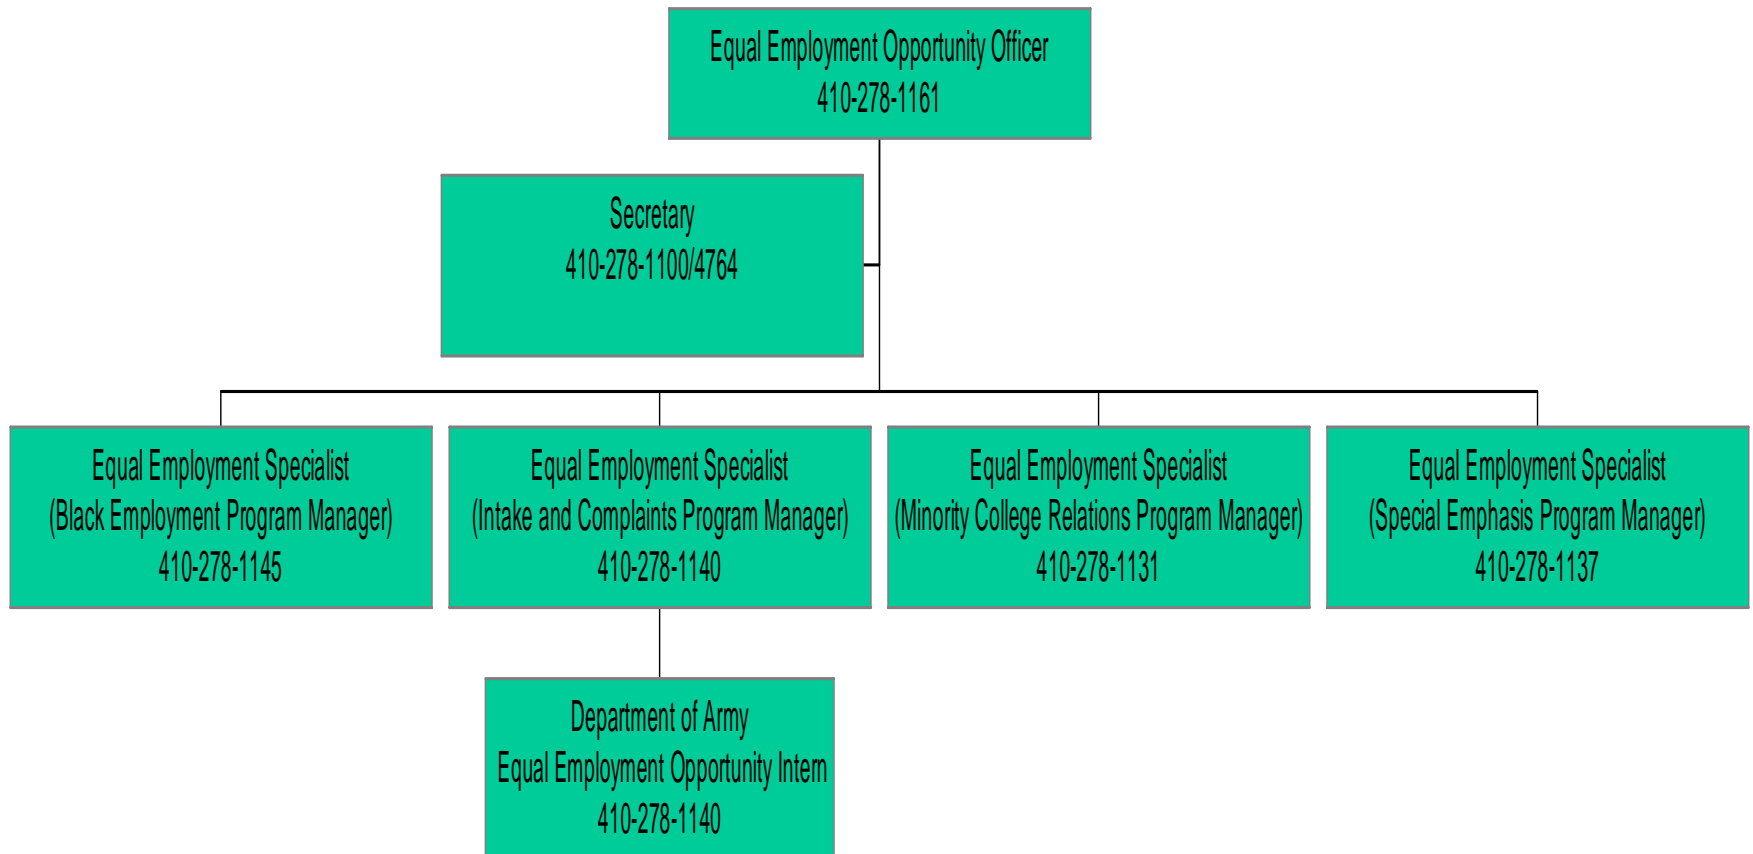 Equal Employment Opportunity Officer
410-278-1161
Secretary
410-278-1100/4764
Equal Employment Specialist
(Black Employment Program Manager)
410-278-1145
Equal Employment Specialist
(Intake and Complaints Program Manager)
410-278-1140
Equal Employment Specialist
(Minority College Relations Program Manager)
410-278-1131
Equal Employment Specialist
(Special Emphasis Program Manager)
410-278-1137
Department of Army
Equal Employment Opportunity Intern
410-278-1140